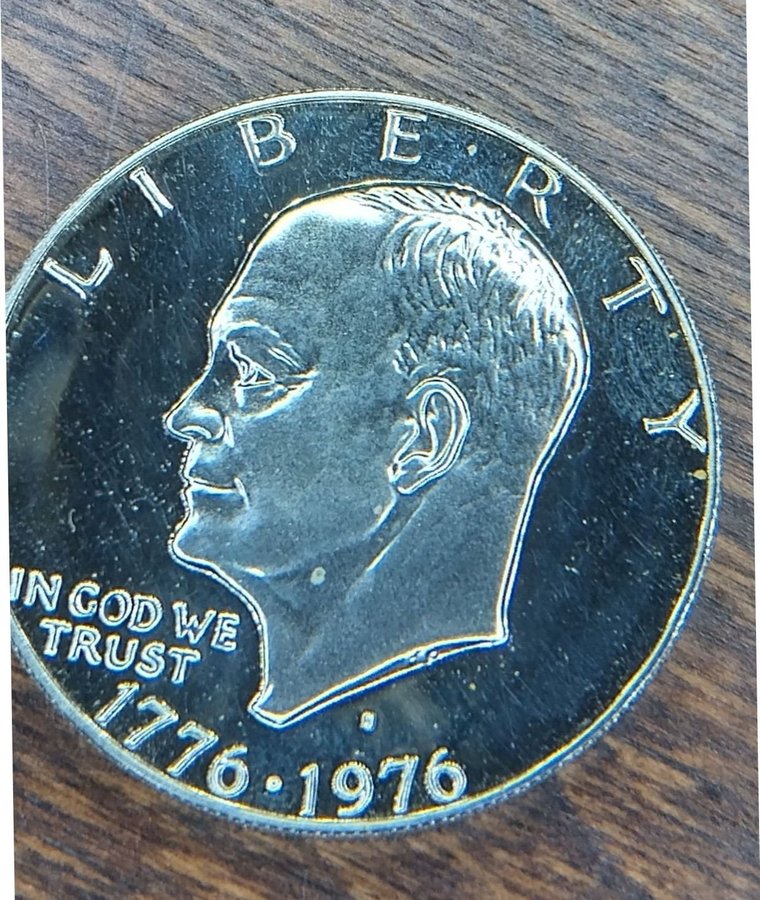 LIBERTY
IN GOD WE
TRUST
1776 · 1976
S